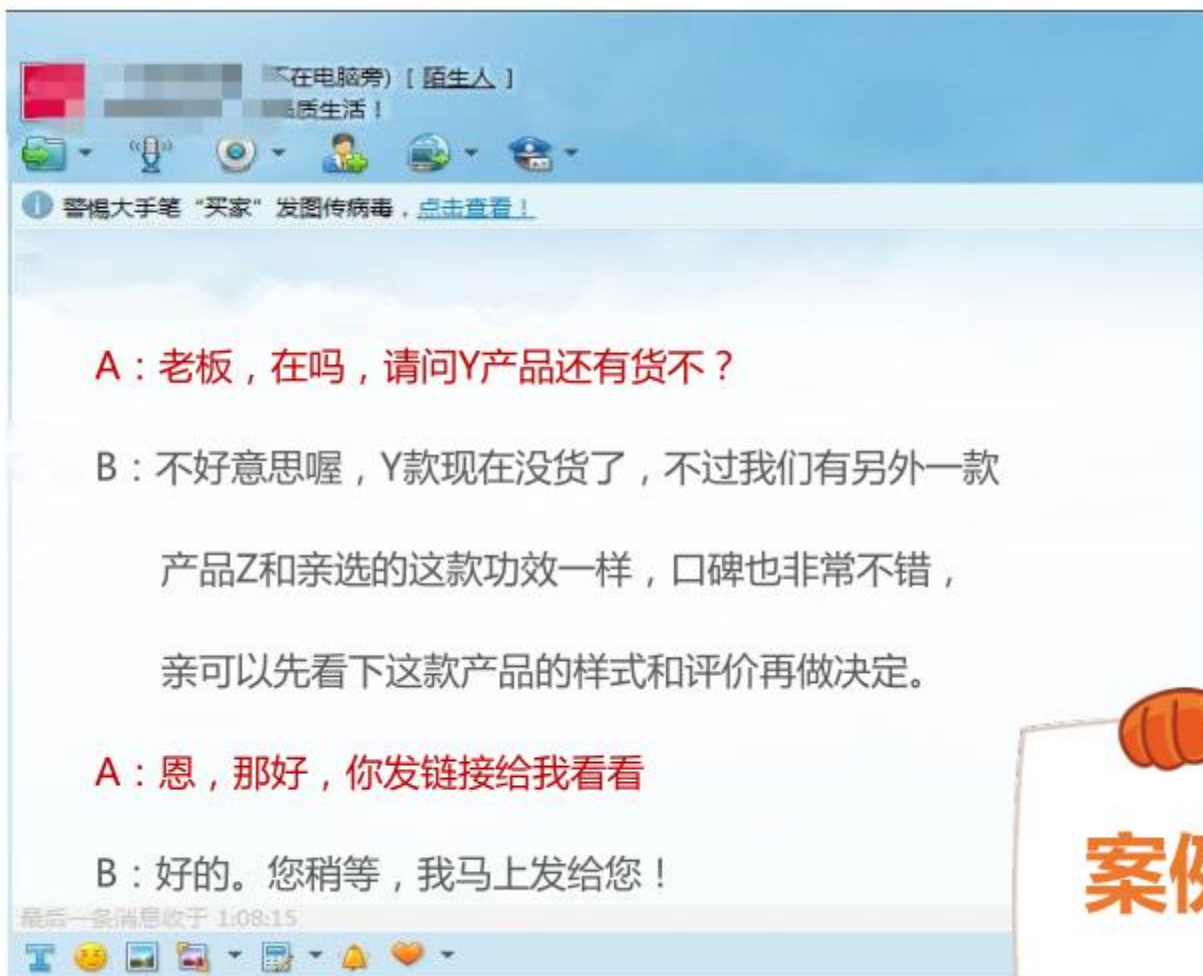 在电脑旁) [ 陌生人 ]
质生活！
警惕大手笔“买家”发图传病毒，点击查看！
A：老板，在吗，请问Y产品还有货不？
B：不好意思喔，Y款现在没货了，不过我们有另外一款
产品Z和亲选的这款功效一样，口碑也非常不错，
亲可以先看下这款产品的样式和评价再做决定。
A：恩，那好，你发链接给我看看
B：好的。您稍等，我马上发给您！
案
最后一条消息收于 1:08:15